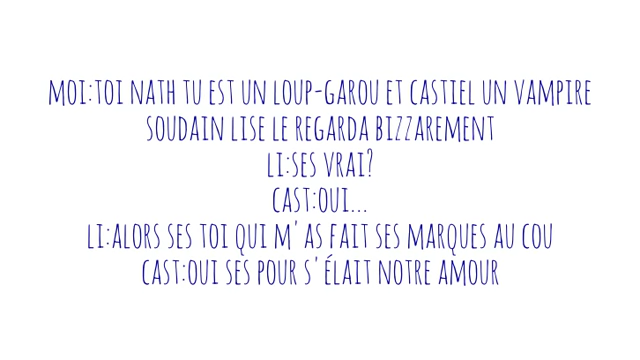 MOI:TOI NATH TU EST UN LOUP-GAROU ET CASTIEL UN VAMPIRE
SOUDAIN LISE LE REGARDA BIZZAREMENT
LI:SES VRAI?
CAST:OUI...
LI:ALORS SES TOI QUI M'AS FAIT SES MARQUES AU COU
CAST:OUI SES POUR S'ÉLAIT NOTRE AMOUR